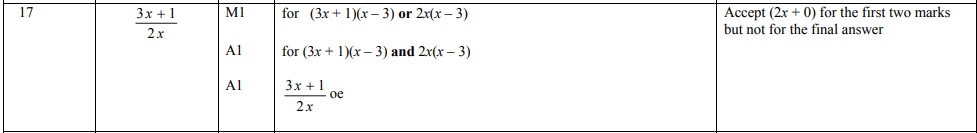 17
3x + 1
2x
M1
for (3x + 1)(x – 3) or 2x(x – 3)
A1
for (3x + 1)(x – 3) and 2x(x – 3)
A1
3x + 1
2x
oe
Accept (2x + 0) for the first two marks
but not for the final answer